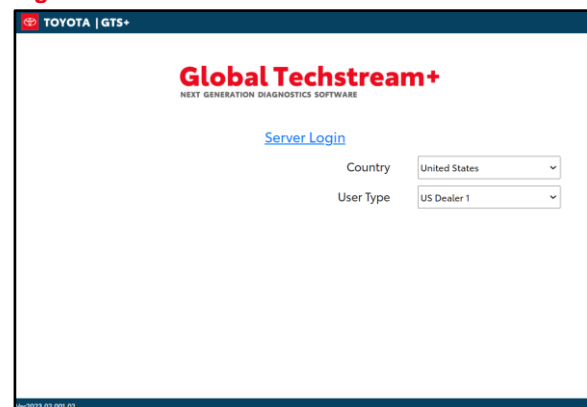 TOYOTA | GTS+
Global Techstream+
NEXT GENERATION DIAGNOSTICS SOFTWARE
Server Login
Country United States
User Type US Dealer 1